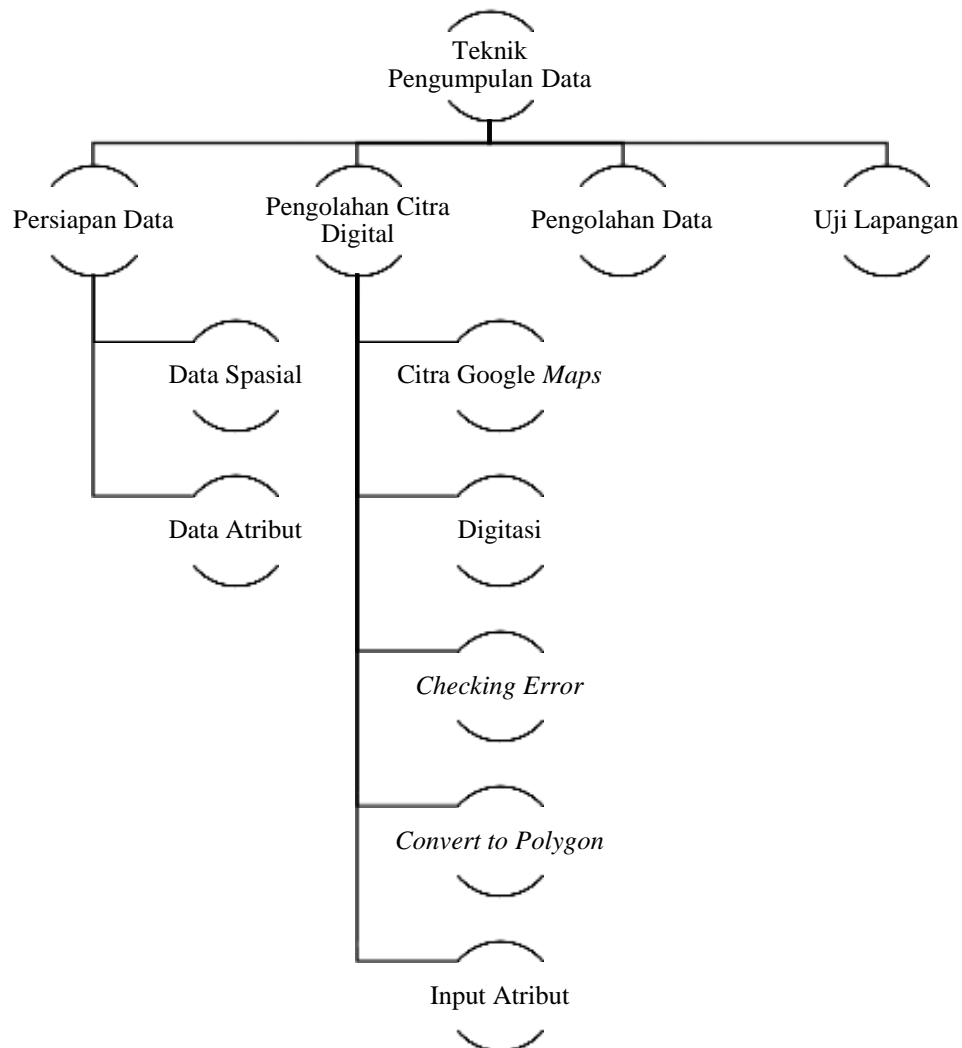 Teknik
Pengumpulan Data
Persiapan Data
Pengolahan Citra
Digital
Pengolahan Data
Uji Lapangan
Data Spasial
Data Atribut
Citra Google Maps
Digitasi
Checking Error
Convert to Polygon
Input Atribut